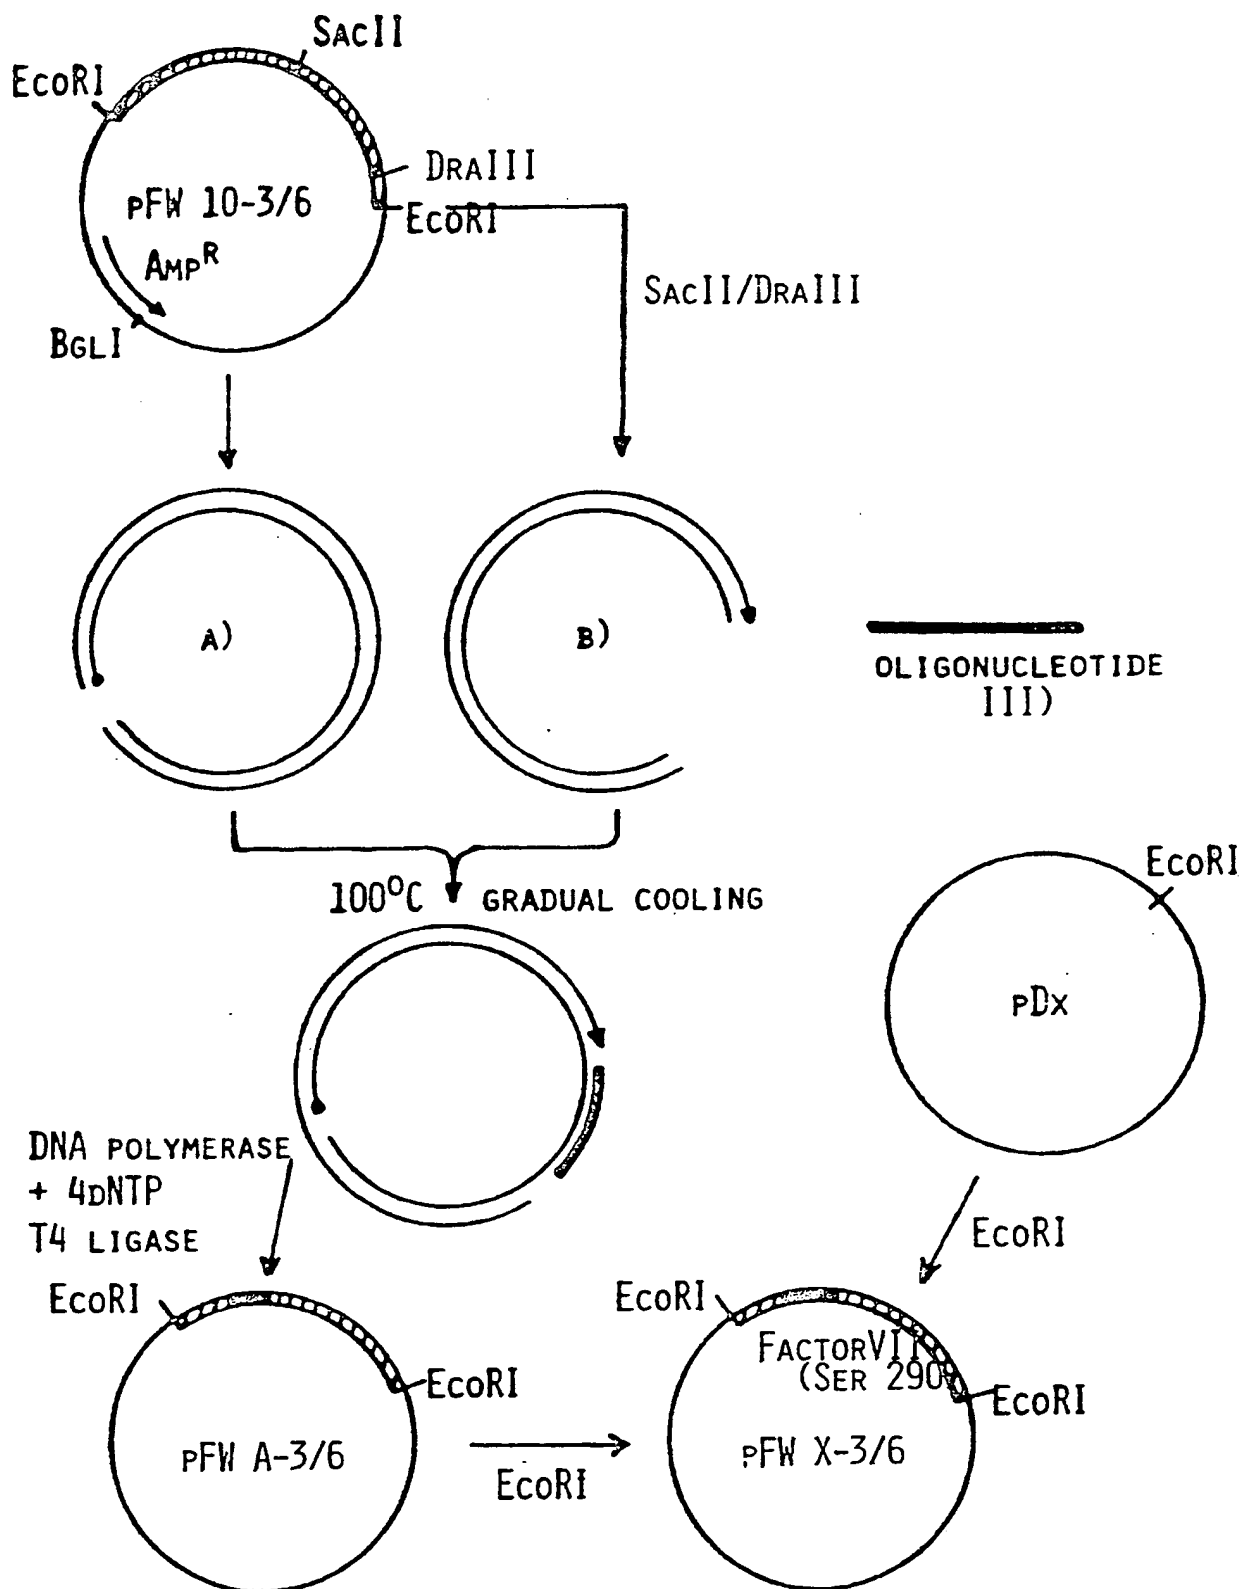 SacII
EcoRI
DraIII
pFW 10-3/6
EcoRI
AmpR
SacII/DraIII
BglI
A)
B)
OLIGONUCLEOTIDE
III)
EcoRI
100°C GRADUAL COOLING
pDx
DNA POLYMERASE
+ 4dNTP
T4 LIGASE
EcoRI
EcoRI
EcoRI
FACTOR VII
(SER 290
EcoRI
EcoRI
pFW A-3/6
pFW X-3/6
EcoRI